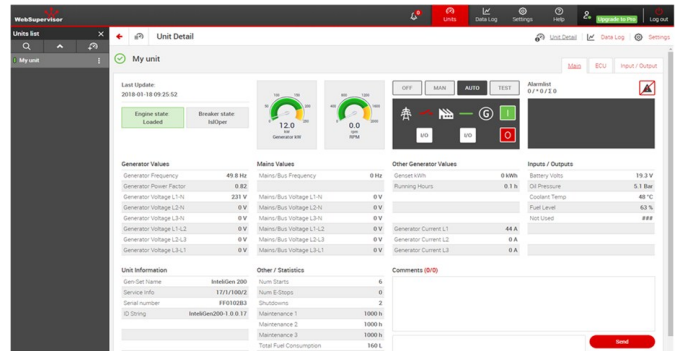 WebSupervisor
Units
Data Log
Settings
Help
Upgrade to Pro
Log out
Units list
×
Unit Detail
Unit Detail
Data Log
Settings
My unit
My unit
Main
ECU
Input / Output
Last Update:
2018-01-18 09:25:52
Engine state
Loaded
Breaker state
IslOper
12.0
kW
Generator kW
0.0
rpm
RPM
OFF
MAN
AUTO
TEST
G
I
I/O
I/O
O
Alarmlist
0 / * 0 / Σ 0
Generator Values
Generator Frequency 49.8 Hz
Generator Power Factor 0.82
Generator Voltage L1-N 231 V
Generator Voltage L2-N 0 V
Generator Voltage L3-N 0 V
Generator Voltage L1-L2 0 V
Generator Voltage L2-L3 0 V
Generator Voltage L3-L1 0 V
Mains Values
Mains/Bus Frequency 0 Hz
Mains/Bus Voltage L1-N 0 V
Mains/Bus Voltage L2-N 0 V
Mains/Bus Voltage L3-N 0 V
Mains/Bus Voltage L1-L2 0 V
Mains/Bus Voltage L2-L3 0 V
Mains/Bus Voltage L3-L1 0 V
Other Generator Values
Genset kWh 0 kWh
Running Hours 0.1 h
Generator Current L1 44 A
Generator Current L2 0 A
Generator Current L3 0 A
Inputs / Outputs
Battery Volts 19.3 V
Oil Pressure 5.1 Bar
Coolant Temp 48 °C
Fuel Level 63 %
Not Used ###
Unit Information
Gen-Set Name InteliGen 200
Service Info 17/1/100/2
Serial number FF0102B3
ID String InteliGen200-1.0.0.17
Other / Statistics
Num Starts 6
Num E-Stops 0
Shutdowns 2
Maintenance 1 1000 h
Maintenance 2 1000 h
Maintenance 3 1000 h
Total Fuel Consumption 160 L
Comments (0/0)
Send